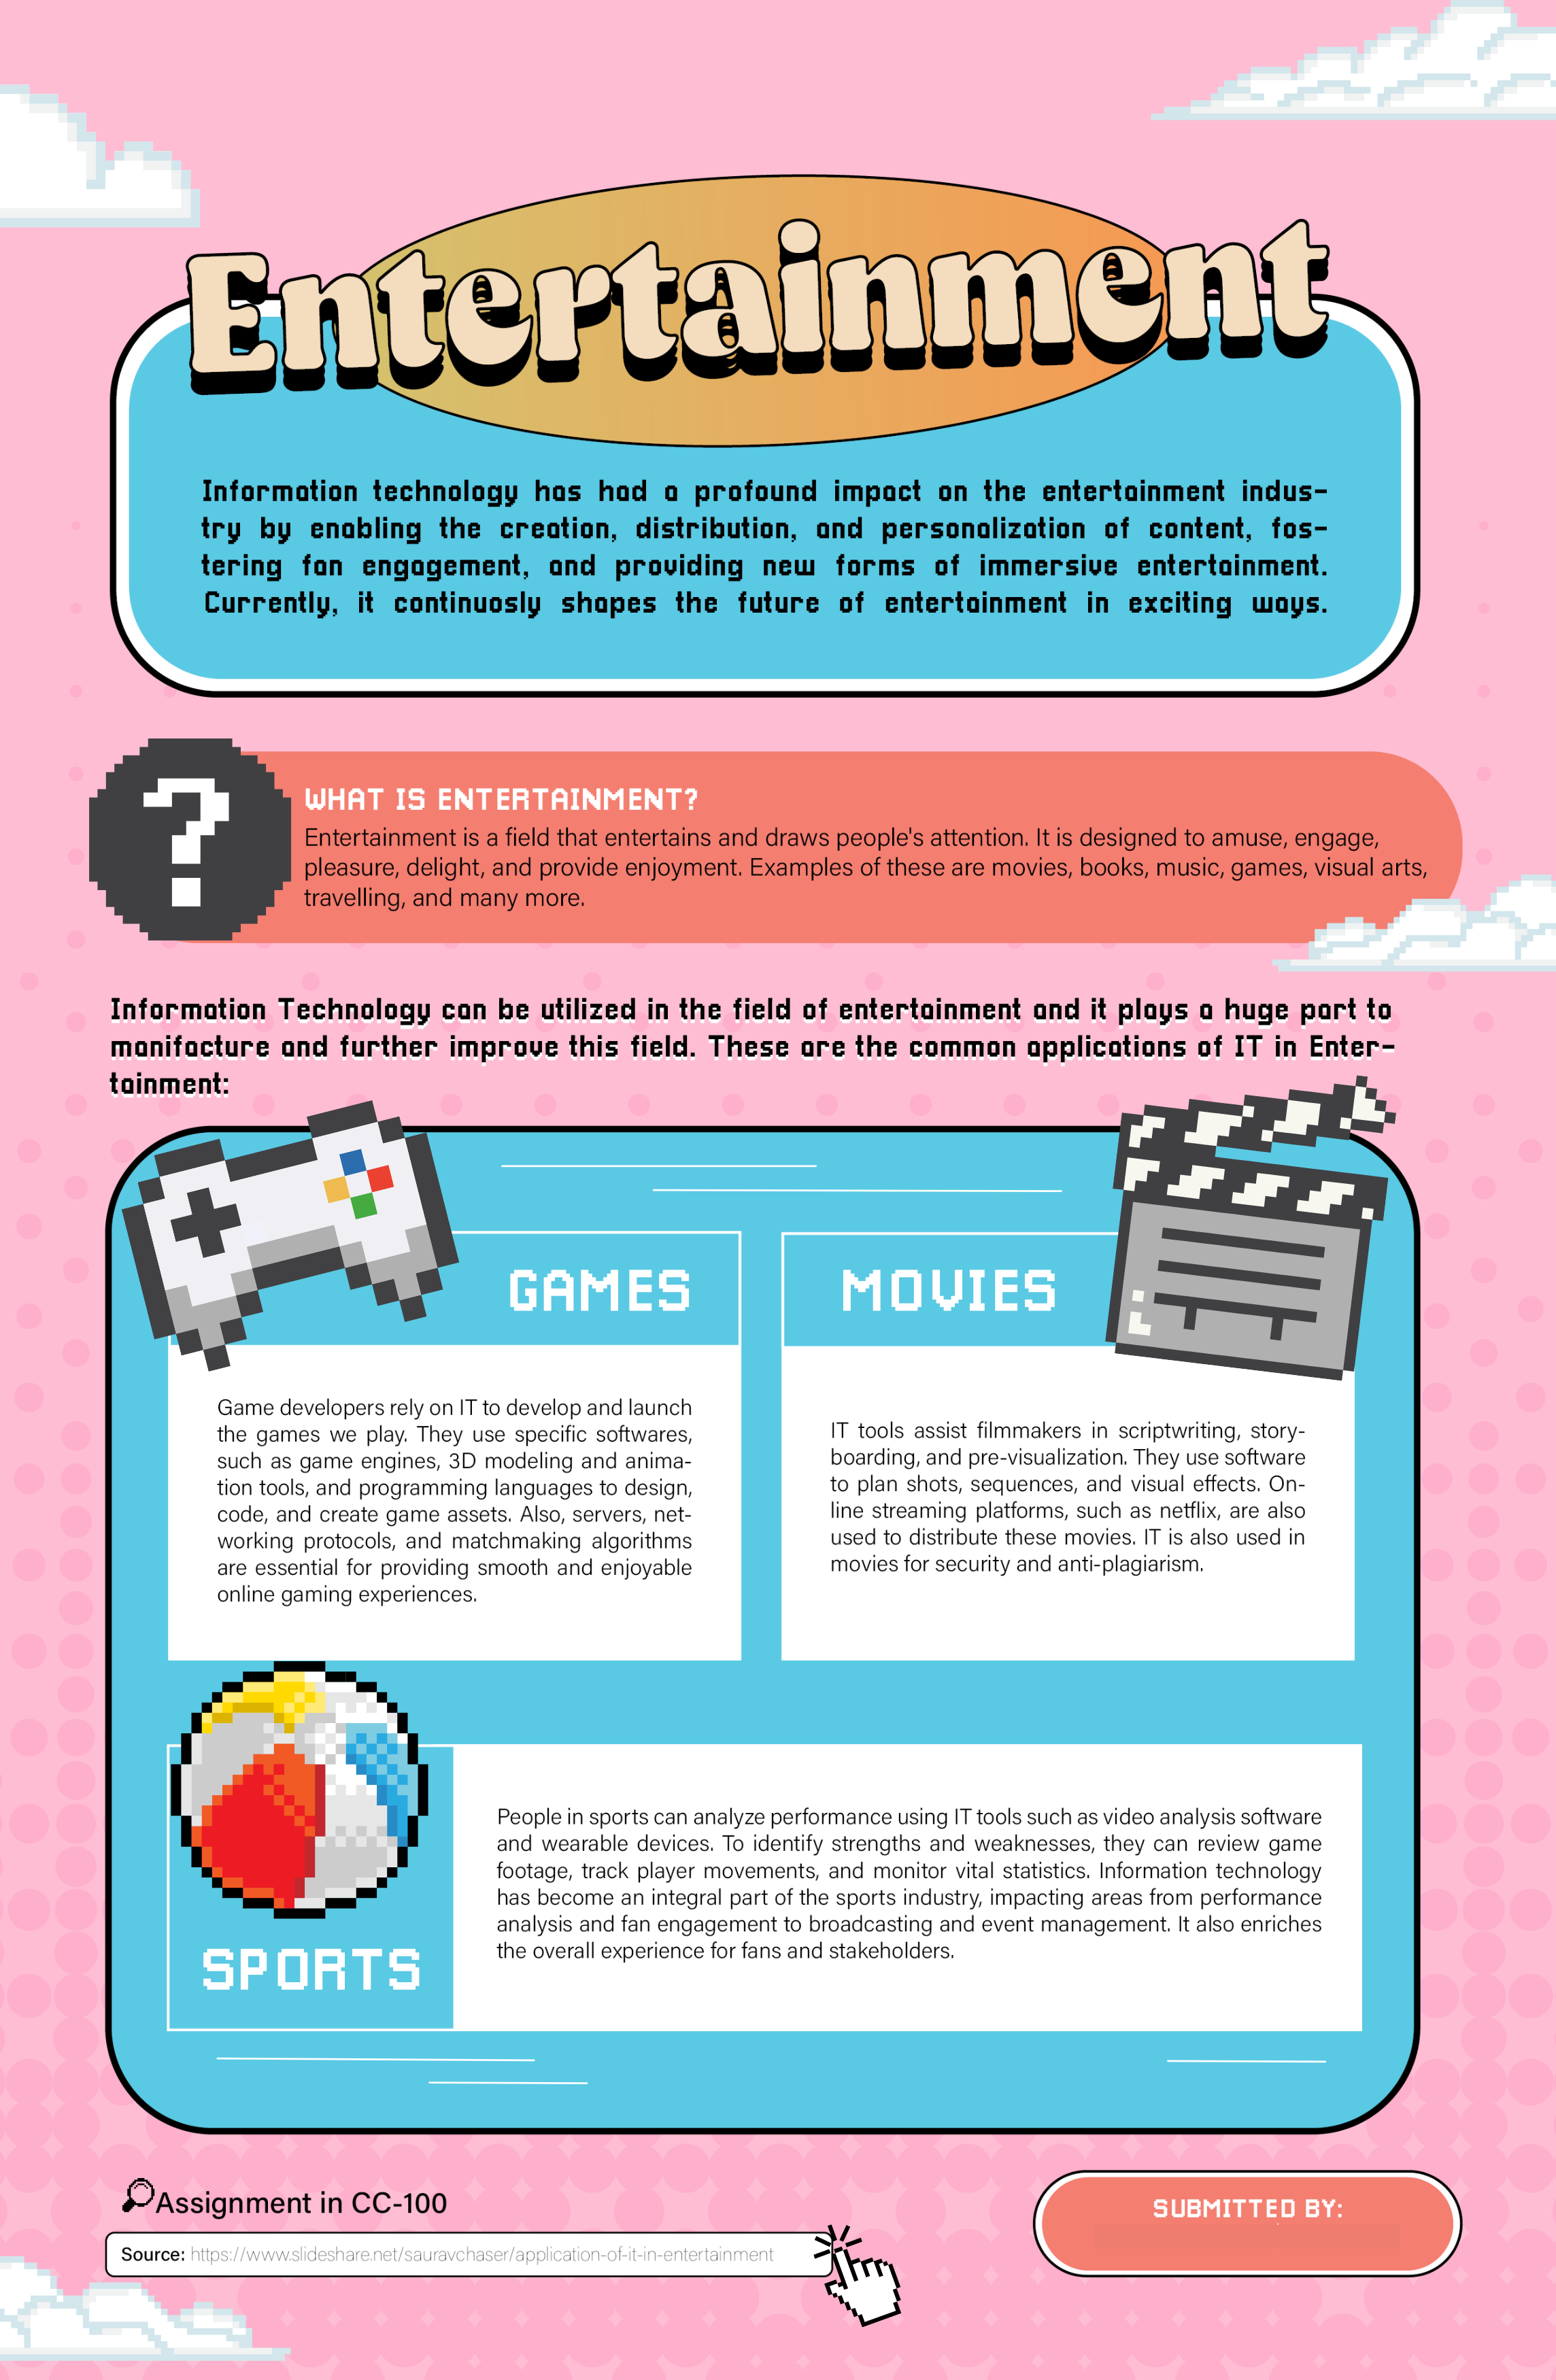 Entertainment
Information technology has had a profound impact on the entertainment indus-
try by enabling the creation, distribution, and personalization of content, fos-
tering fan engagement, and providing new forms of immersive entertainment.
Currently, it continuosly shapes the future of entertainment in exciting ways.
?
WHAT IS ENTERTAINMENT?
Entertainment is a field that entertains and draws people's attention. It is designed to amuse, engage,
pleasure, delight, and provide enjoyment. Examples of these are movies, books, music, games, visual arts,
travelling, and many more.
Information Technology can be utilized in the field of entertainment and it plays a huge part to
manifacture and further improve this field. These are the common applications of IT in Enter-
tainment:
GAMES
Game developers rely on IT to develop and launch
the games we play. They use specific softwares,
such as game engines, 3D modeling and anima-
tion tools, and programming languages to design,
code, and create game assets. Also, servers, net-
working protocols, and matchmaking algorithms
are essential for providing smooth and enjoyable
online gaming experiences.
MOVIES
IT tools assist filmmakers in scriptwriting, story-
boarding, and pre-visualization. They use software
to plan shots, sequences, and visual effects. On-
line streaming platforms, such as netflix, are also
used to distribute these movies. IT is also used in
movies for security and anti-plagiarism.
SPORTS
People in sports can analyze performance using IT tools such as video analysis software
and wearable devices. To identify strengths and weaknesses, they can review game
footage, track player movements, and monitor vital statistics. Information technology
has become an integral part of the sports industry, impacting areas from performance
analysis and fan engagement to broadcasting and event management. It also enriches
the overall experience for fans and stakeholders.
Assignment in CC-100
Source: https://www.slideshare.net/sauravchaser/application-of-it-in-entertainment
SUBMITTED BY: